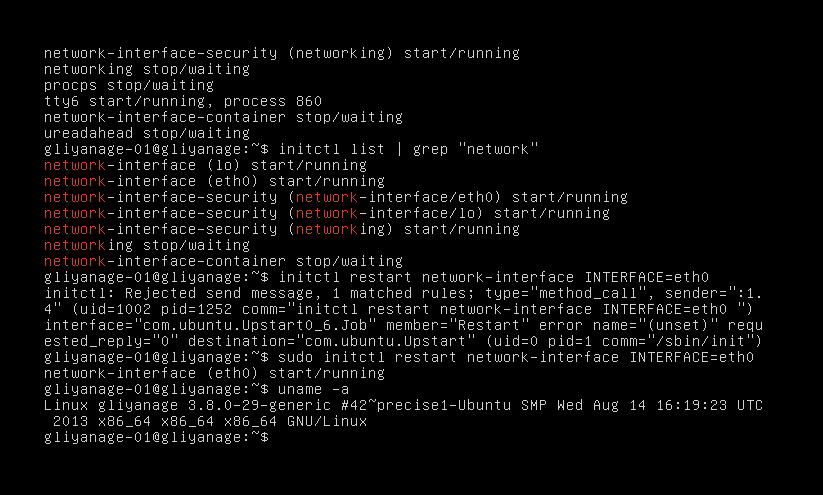 network-interface-security (networking) start/running
networking stop/waiting
procps stop/waiting
tty6 start/running, process 860
network-interface-container stop/waiting
ureadahead stop/waiting
gliyanage-01@gliyanage:~$ initctl list | grep "network"
network-interface (lo) start/running
network-interface (eth0) start/running
network-interface-security (network-interface/eth0) start/running
network-interface-security (network-interface/lo) start/running
network-interface-security (networking) start/running
networking stop/waiting
network-interface-container stop/waiting
gliyanage-01@gliyanage:~$ initctl restart network-interface INTERFACE=eth0
initctl: Rejected send message, 1 matched rules; type="method_call", sender=":1.
4" (uid=1002 pid=1252 comm="initctl restart network-interface INTERFACE=eth0 ")
interface="com.ubuntu.Upstart0_6.Job" member="Restart" error name="(unset)" requ
ested_reply="0" destination="com.ubuntu.Upstart" (uid=0 pid=1 comm="/sbin/init")
gliyanage-01@gliyanage:~$ sudo initctl restart network-interface INTERFACE=eth0
network-interface (eth0) start/running
gliyanage-01@gliyanage:~$ uname -a
Linux gliyanage 3.8.0-29-generic #42~precise1-Ubuntu SMP Wed Aug 14 16:19:23 UTC
 2013 x86_64 x86_64 x86_64 GNU/Linux
gliyanage-01@gliyanage:~$